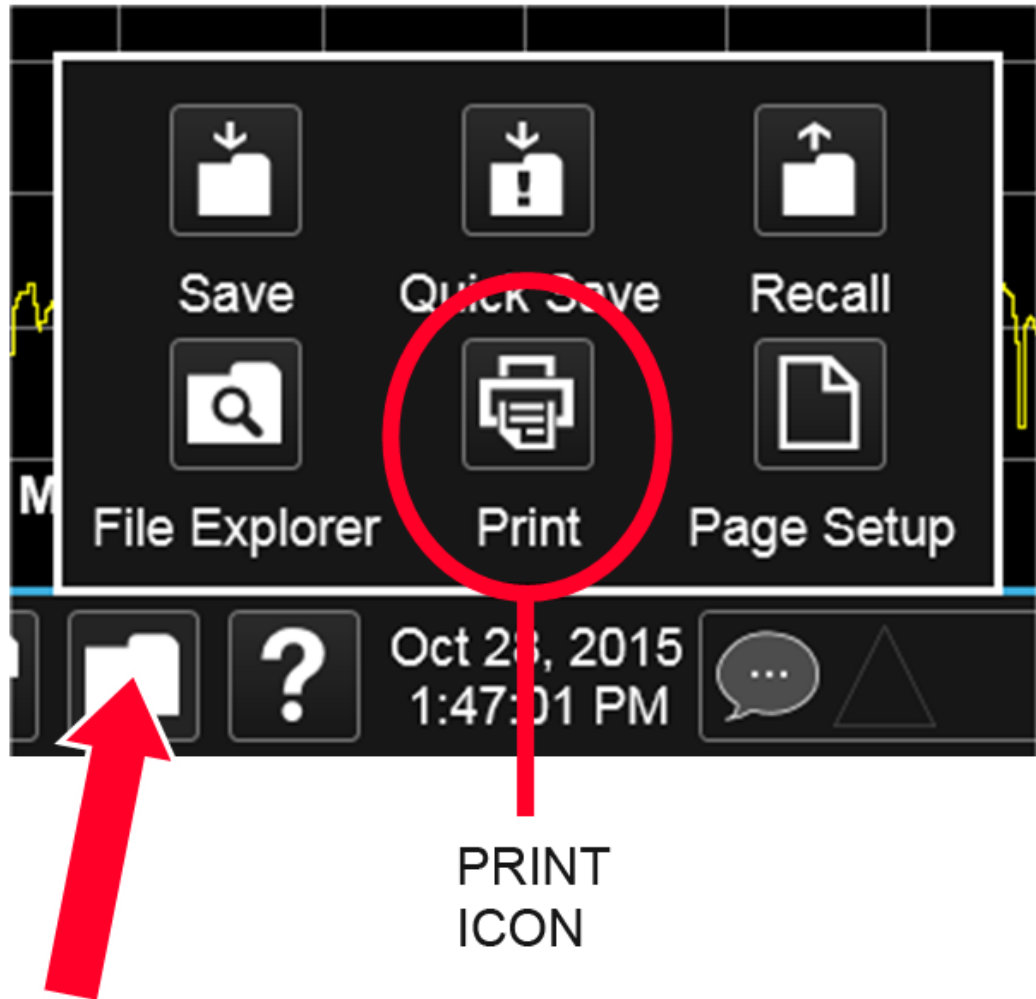 Save
Quick Save
Recall
File Explorer
Print
Page Setup
M
?
Oct 28, 2015
1:47:01 PM
PRINT
ICON